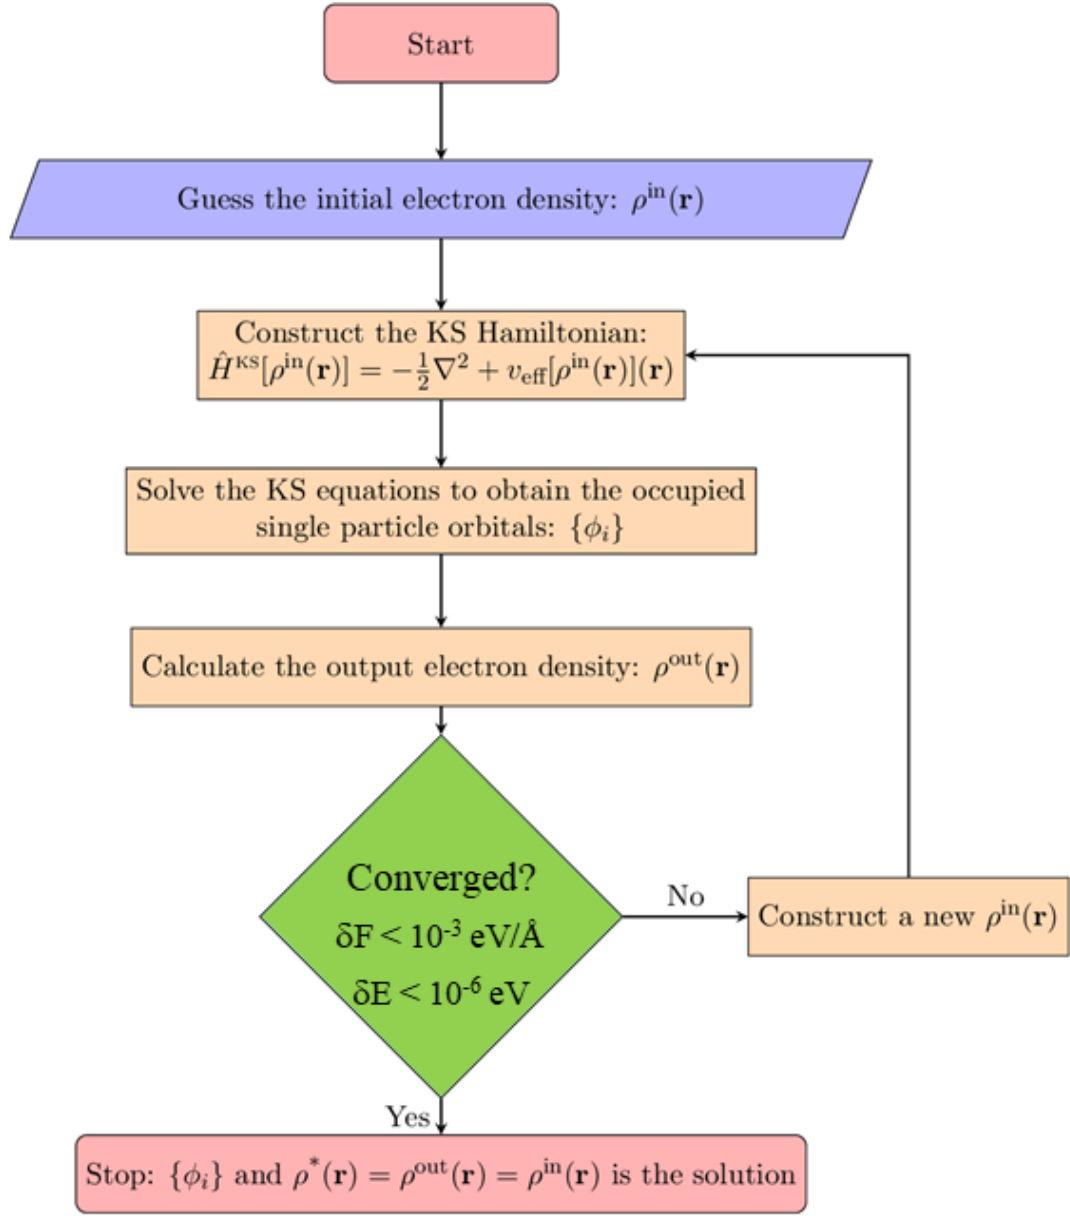 Start
Guess the initial electron density: ρⁱⁿ(𝐫)
Construct the KS Hamiltonian:
Ĥᴷˢ[ρⁱⁿ(𝐫)] = −½∇² + v_eff[ρⁱⁿ(𝐫)](𝐫)
Solve the KS equations to obtain the occupied
single particle orbitals: {ϕᵢ}
Calculate the output electron density: ρᵒᵘᵗ(𝐫)
Converged?
δF < 10⁻³ eV/Å
δE < 10⁻⁶ eV
No
Construct a new ρⁱⁿ(𝐫)
Yes
Stop: {ϕᵢ} and ρ*(𝐫) = ρᵒᵘᵗ(𝐫) = ρⁱⁿ(𝐫) is the solution